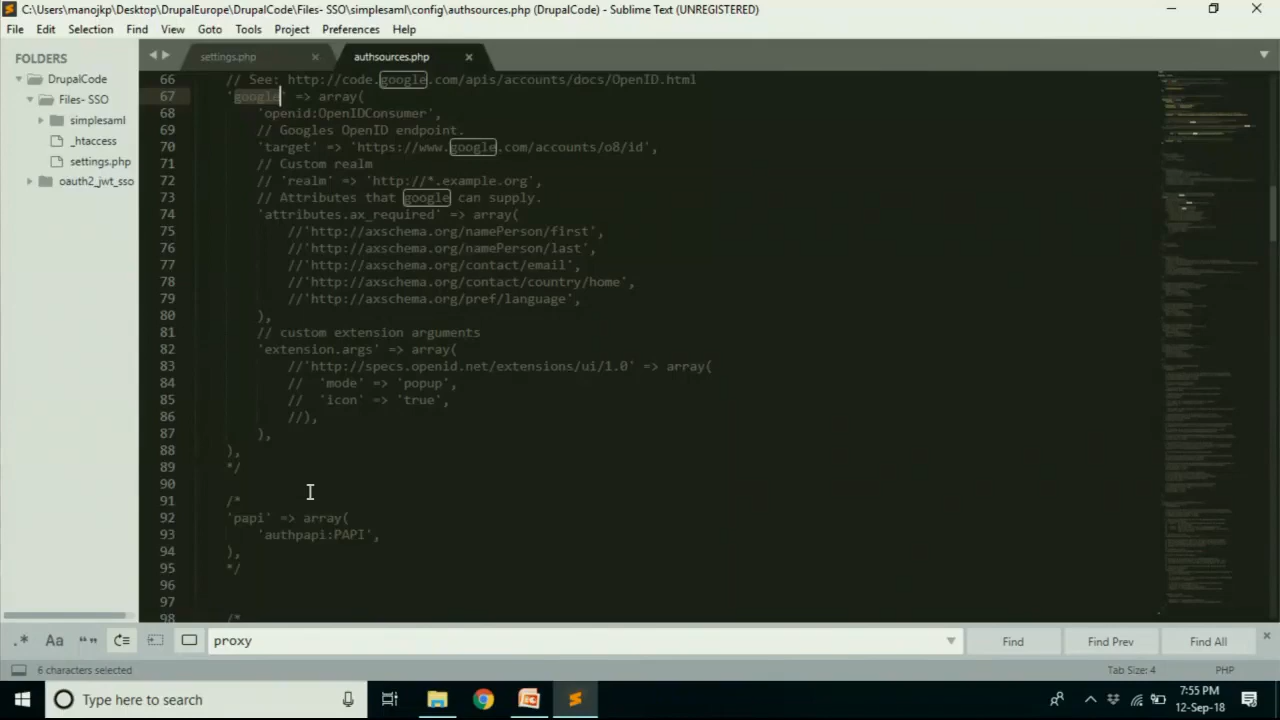 C:\Users\manojkp\Desktop\DrupalEurope\DrupalCode\Files- SSO\simplesaml\config\authsources.php (DrupalCode) - Sublime Text (UNREGISTERED)
File Edit Selection Find View Goto Tools Project Preferences Help
FOLDERS
DrupalCode
Files- SSO
simplesaml
_htaccess
settings.php
oauth2_jwt_sso
settings.php
authsources.php
66 // See: http://code.google.com/apis/accounts/docs/OpenID.html
67 'google' => array(
68 'openid:OpenIDConsumer',
69 // Googles OpenID endpoint.
70 'target' => 'https://www.google.com/accounts/o8/id',
71 // Custom realm
72 // 'realm' => 'http://*.example.org',
73 // Attributes that google can supply.
74 'attributes.ax_required' => array(
75 //'http://axschema.org/namePerson/first',
76 //'http://axschema.org/namePerson/last',
77 //'http://axschema.org/contact/email',
78 //'http://axschema.org/contact/country/home',
79 //'http://axschema.org/pref/language',
80 ),
81 // custom extension arguments
82 'extension.args' => array(
83 //'http://specs.openid.net/extensions/ui/1.0' => array(
84 // 'mode' => 'popup',
85 // 'icon' => 'true',
86 //),
87 ),
88 ),
89 */
90
91 /*
92 'papi' => array(
93 'authpapi:PAPI',
94 ),
95 */
96
97
98 /*
.* Aa “” proxy Find Find Prev Find All
6 characters selected Tab Size: 4 PHP
Type here to search
7:55 PM
12-Sep-18